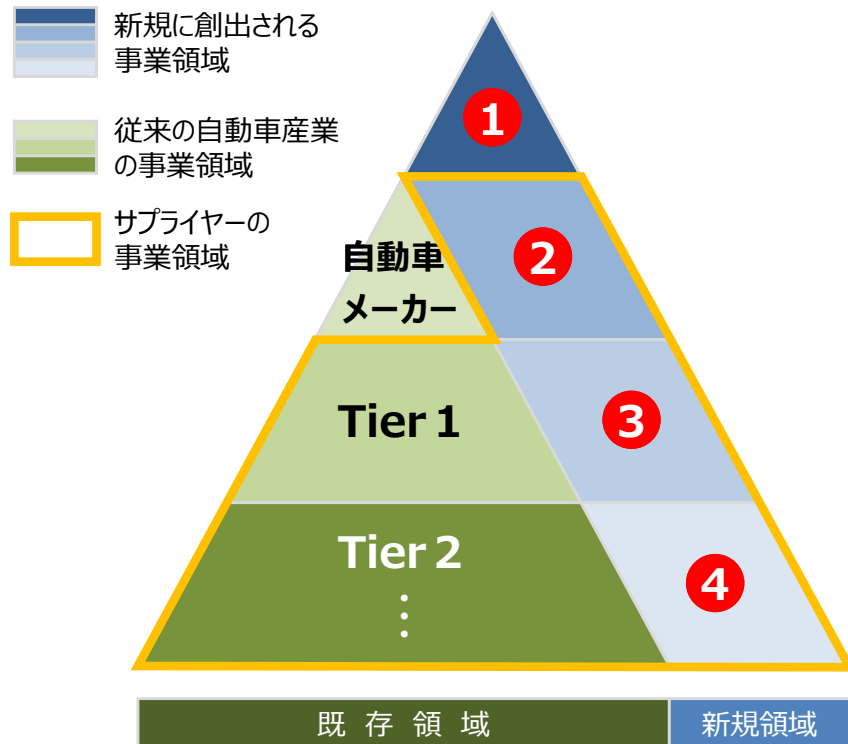 新規に創出される
事業領域
従来の自動車産業
の事業領域
サプライヤーの
事業領域
1
2
自動車
メーカー
3
Tier 1
4
Tier 2
⋮
既存領域
新規領域